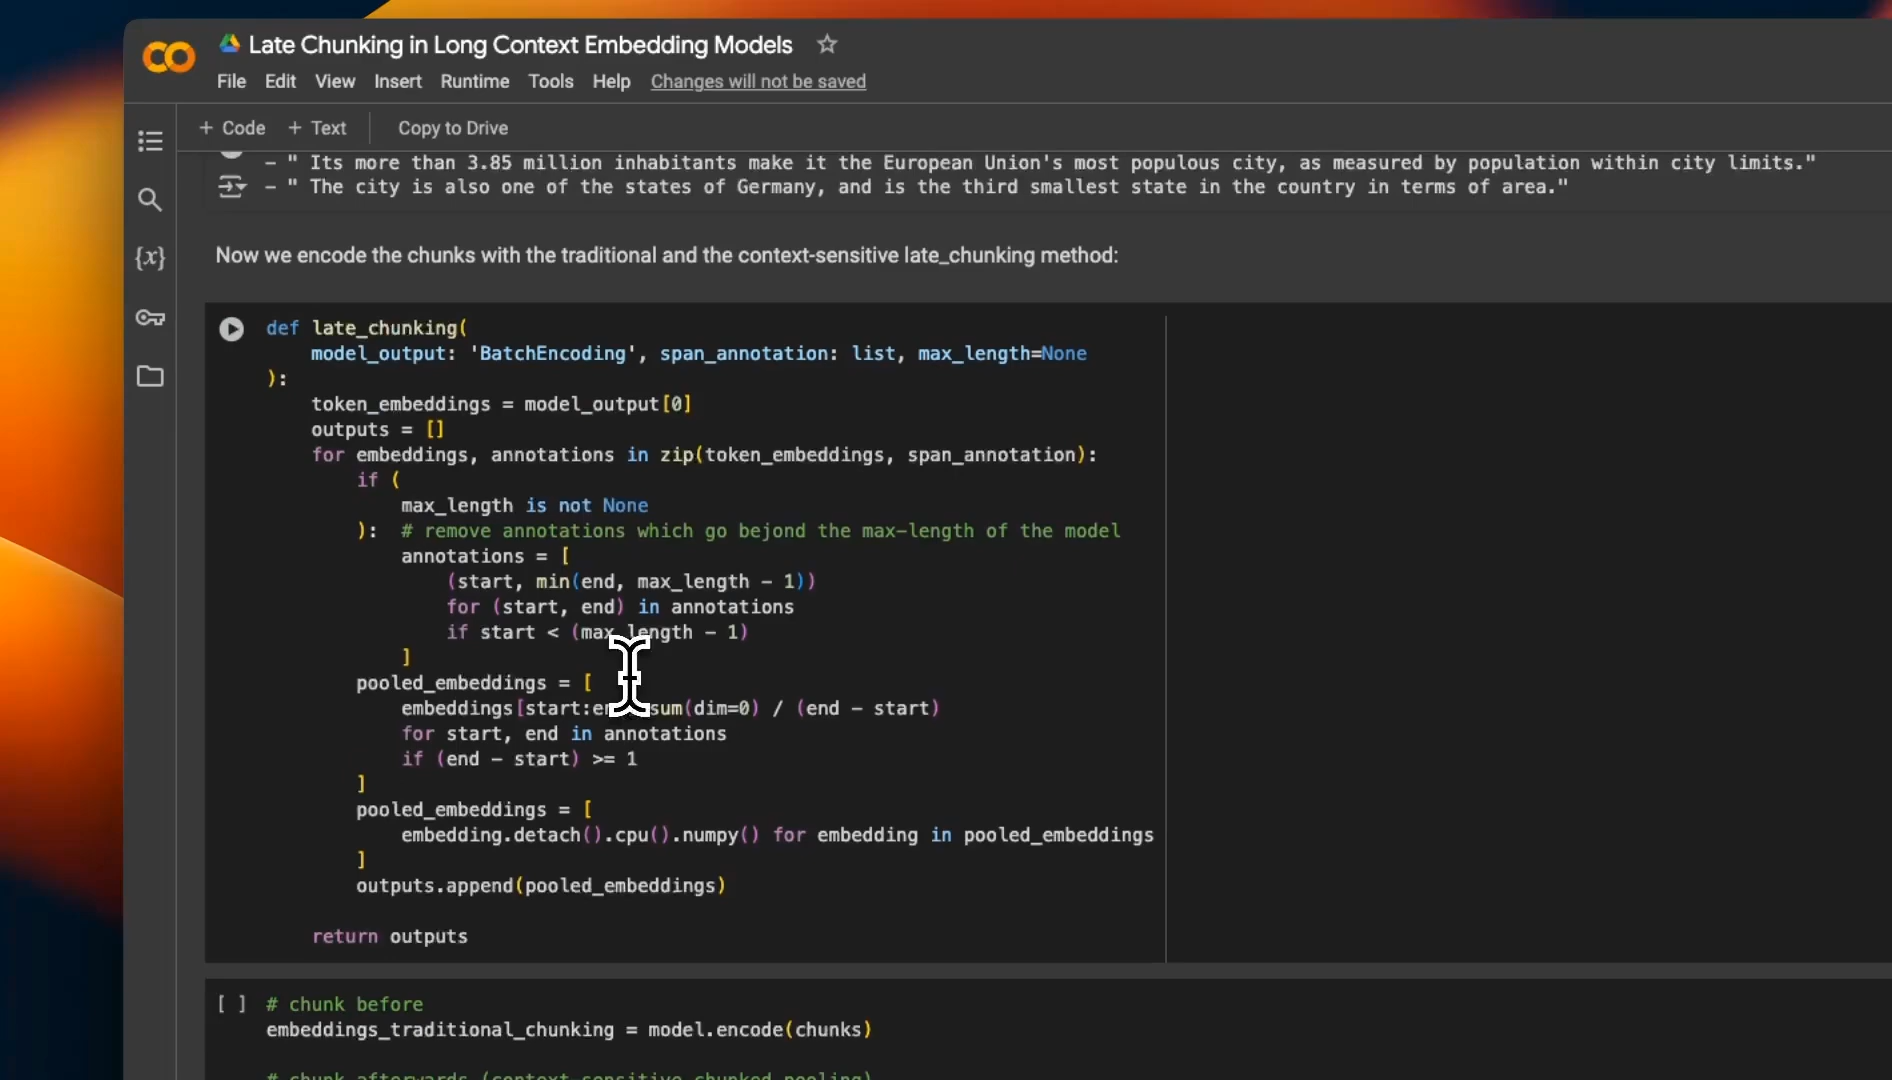 Late Chunking in Long Context Embedding Models
File Edit View Insert Runtime Tools Help Changes will not be saved
+ Code + Text Copy to Drive
- " Its more than 3.85 million inhabitants make it the European Union's most populous city, as measured by population within city limits."
- " The city is also one of the states of Germany, and is the third smallest state in the country in terms of area."
Now we encode the chunks with the traditional and the context-sensitive late_chunking method:
def late_chunking(
    model_output: 'BatchEncoding', span_annotation: list, max_length=None
):
    token_embeddings = model_output[0]
    outputs = []
    for embeddings, annotations in zip(token_embeddings, span_annotation):
        if (
            max_length is not None
        ):  # remove annotations which go bejond the max-length of the model
            annotations = [
                (start, min(end, max_length - 1))
                for (start, end) in annotations
                if start < (max_length - 1)
            ]
        pooled_embeddings = [
            embeddings[start: sum(dim=0) / (end - start)
            for start, end in annotations
            if (end - start) >= 1
        ]
        pooled_embeddings = [
            embedding.detach().cpu().numpy() for embedding in pooled_embeddings
        ]
        outputs.append(pooled_embeddings)
    return outputs
[ ] # chunk before
embeddings_traditional_chunking = model.encode(chunks)
# chunk afterwards (context-sensitive chunked pooling)